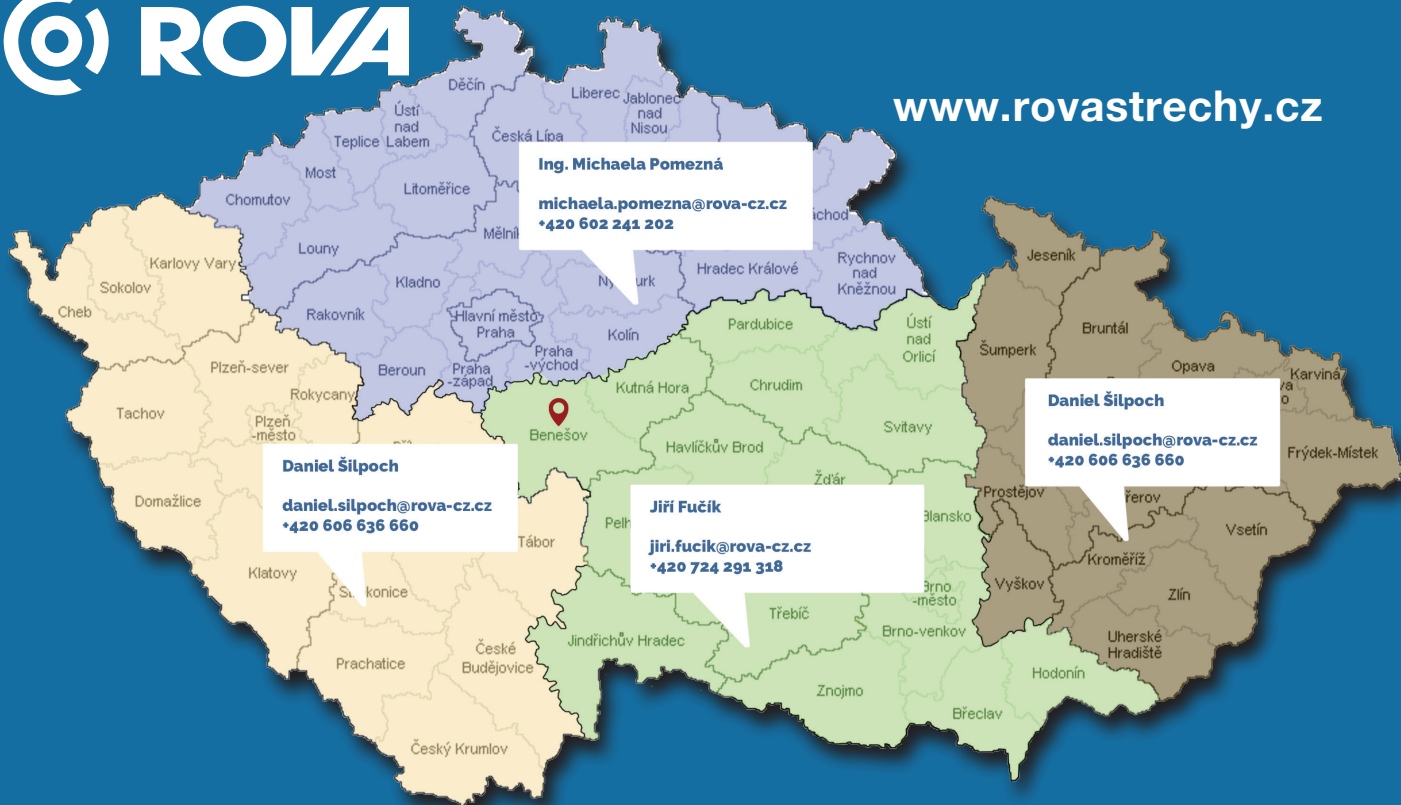 ROVA
www.rovastrechy.cz
Děčín
Liberec
Jablonec
nad
Nisou
Ústí
nad
Labem
Teplice
Česká Lípa
Most
Litoměřice
Chomutov
Ing. Michaela Pomezná
michaela.pomezna@rova-cz.cz
+420 602 241 202
Louny
Karlovy Vary
Sokolov
Cheb
Kladno
Hradec Králové
Rychnov
nad
Kněžnou
Jeseník
Rakovník
Hlavní město
Praha
Kolín
Pardubice
Ústí
nad
Orlicí
Bruntál
Šumperk
Beroun
Praha
-západ
Praha
-východ
Plzeň-sever
Rokycany
Kutná Hora
Chrudim
Opava
Karviná
Tachov
Plzeň
-město
Benešov
Havlíčkův Brod
Svitavy
Daniel Šilpoch
daniel.silpoch@rova-cz.cz
+420 606 636 660
Frýdek-Místek
Daniel Šilpoch
daniel.silpoch@rova-cz.cz
+420 606 636 660
Domažlice
Žďár
Prostějov
Jiří Fučík
jiri.fucik@rova-cz.cz
+420 724 291 318
Vsetín
Tábor
Klatovy
Kroměříž
Vyškov
Zlín
Třebíč
Brno-venkov
Jindřichův Hradec
Uherské
Hradiště
Prachatice
České
Budějovice
Hodonín
Znojmo
Břeclav
Český Krumlov